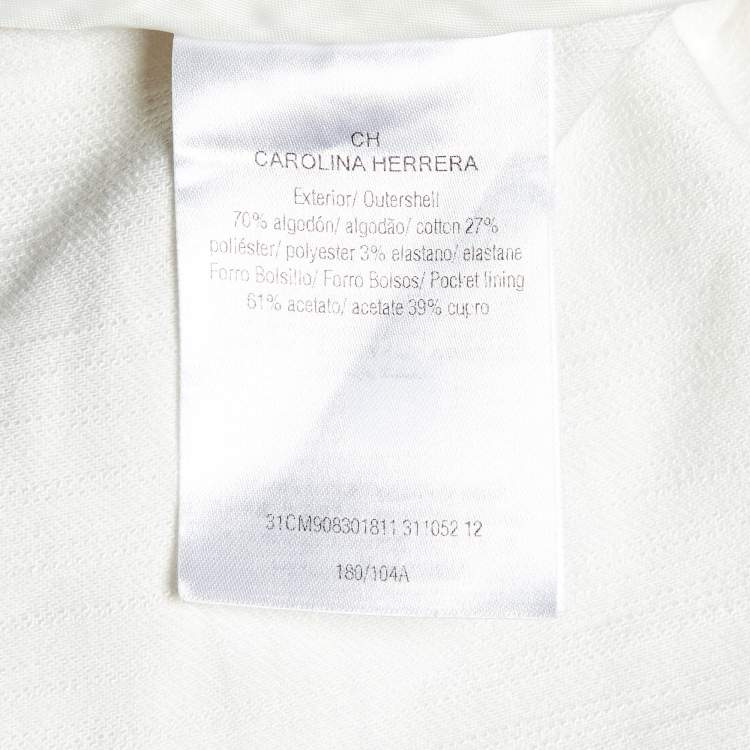 CH
CAROLINA HERRERA
Exterior/ Outershell
70% algodón/ algodão/ cotton 27%
poliéster/ polyester 3% elastano/ elastane
Forro Bolsillo/ Forro Bolsos/ Pocket lining
61% acetato/ acetate 39% cupro
31CM908301811 311052 12
180/104A